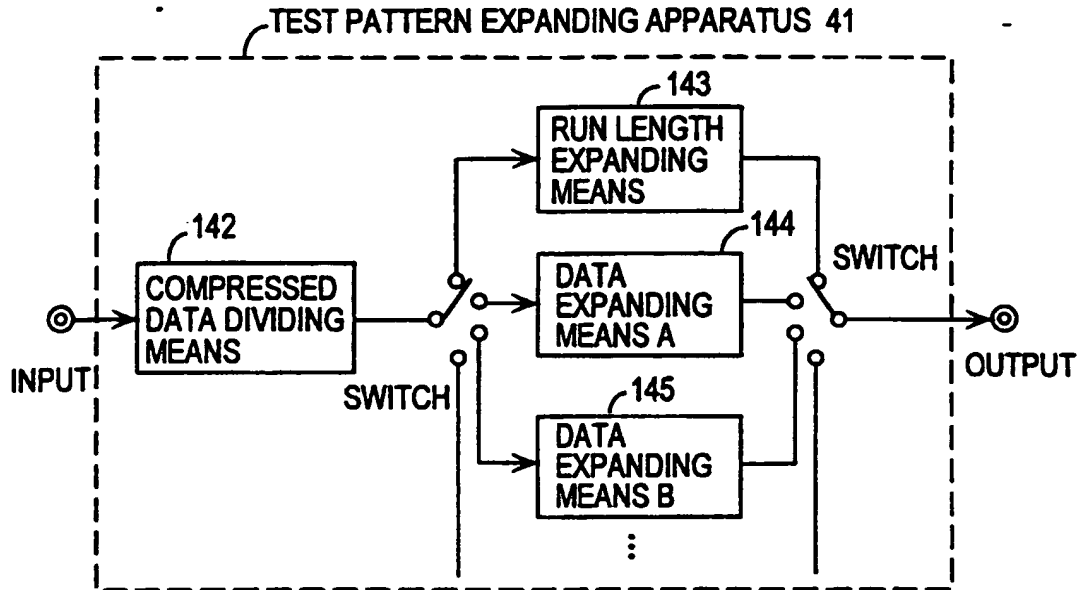 TEST PATTERN EXPANDING APPARATUS 41
143
RUN LENGTH
EXPANDING
MEANS
142
COMPRESSED
DATA DIVIDING
MEANS
144
DATA
EXPANDING
MEANS A
SWITCH
INPUT
SWITCH
OUTPUT
145
DATA
EXPANDING
MEANS B